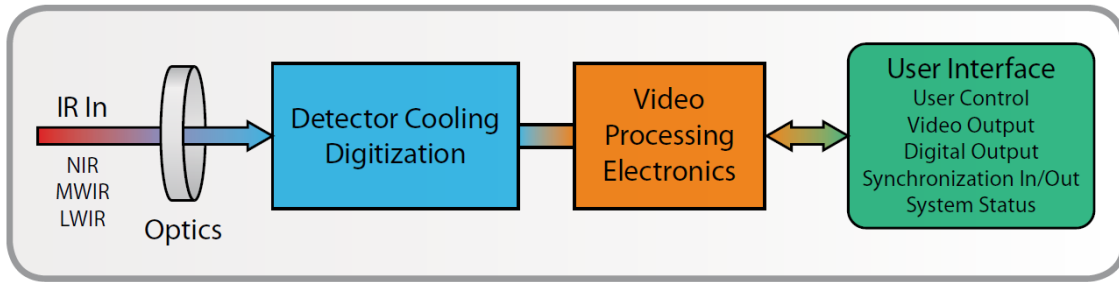 IR In
NIR
MWIR
LWIR
Optics
Detector Cooling
Digitization
Video
Processing
Electronics
User Interface
User Control
Video Output
Digital Output
Synchronization In/Out
System Status